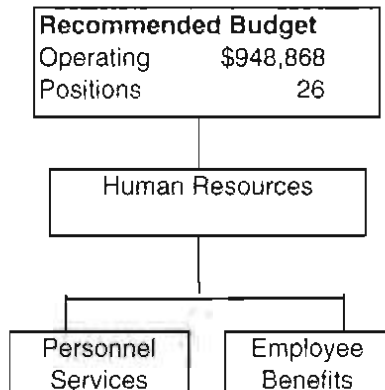 Recommended Budget
Operating $948,868
Positions 26
Human Resources
Personnel
Services
Employee
Benefits